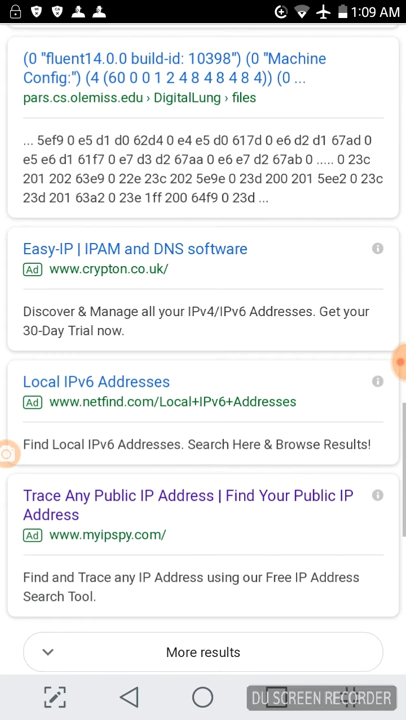 1:09 AM
(0 "fluent14.0.0 build-id: 10398") (0 "Machine
Config:") (4 (60 0 0 1 2 4 8 4 8 4 8 4)) (0 ...
pars.cs.olemiss.edu › DigitalLung › files
... 5ef9 0 e5 d1 d0 62d4 0 e4 e5 d0 617d 0 e6 d2 d1 67ad 0
e5 e6 d1 61f7 0 e7 d3 d2 67aa 0 e6 e7 d2 67ab 0 ..... 0 23c
201 202 63e9 0 22e 23c 202 5e9e 0 23d 200 201 5ee2 0 23c
23d 201 63a2 0 23e 1ff 200 64f9 0 23d ...
Easy-IP | IPAM and DNS software
Ad www.crypton.co.uk/
Discover & Manage all your IPv4/IPv6 Addresses. Get your
30-Day Trial now.
Local IPv6 Addresses
Ad www.netfind.com/Local+IPv6+Addresses
Find Local IPv6 Addresses. Search Here & Browse Results!
Trace Any Public IP Address | Find Your Public IP
Address
Ad www.myipspy.com/
Find and Trace any IP Address using our Free IP Address
Search Tool.
More results
DU SCREEN RECORDER